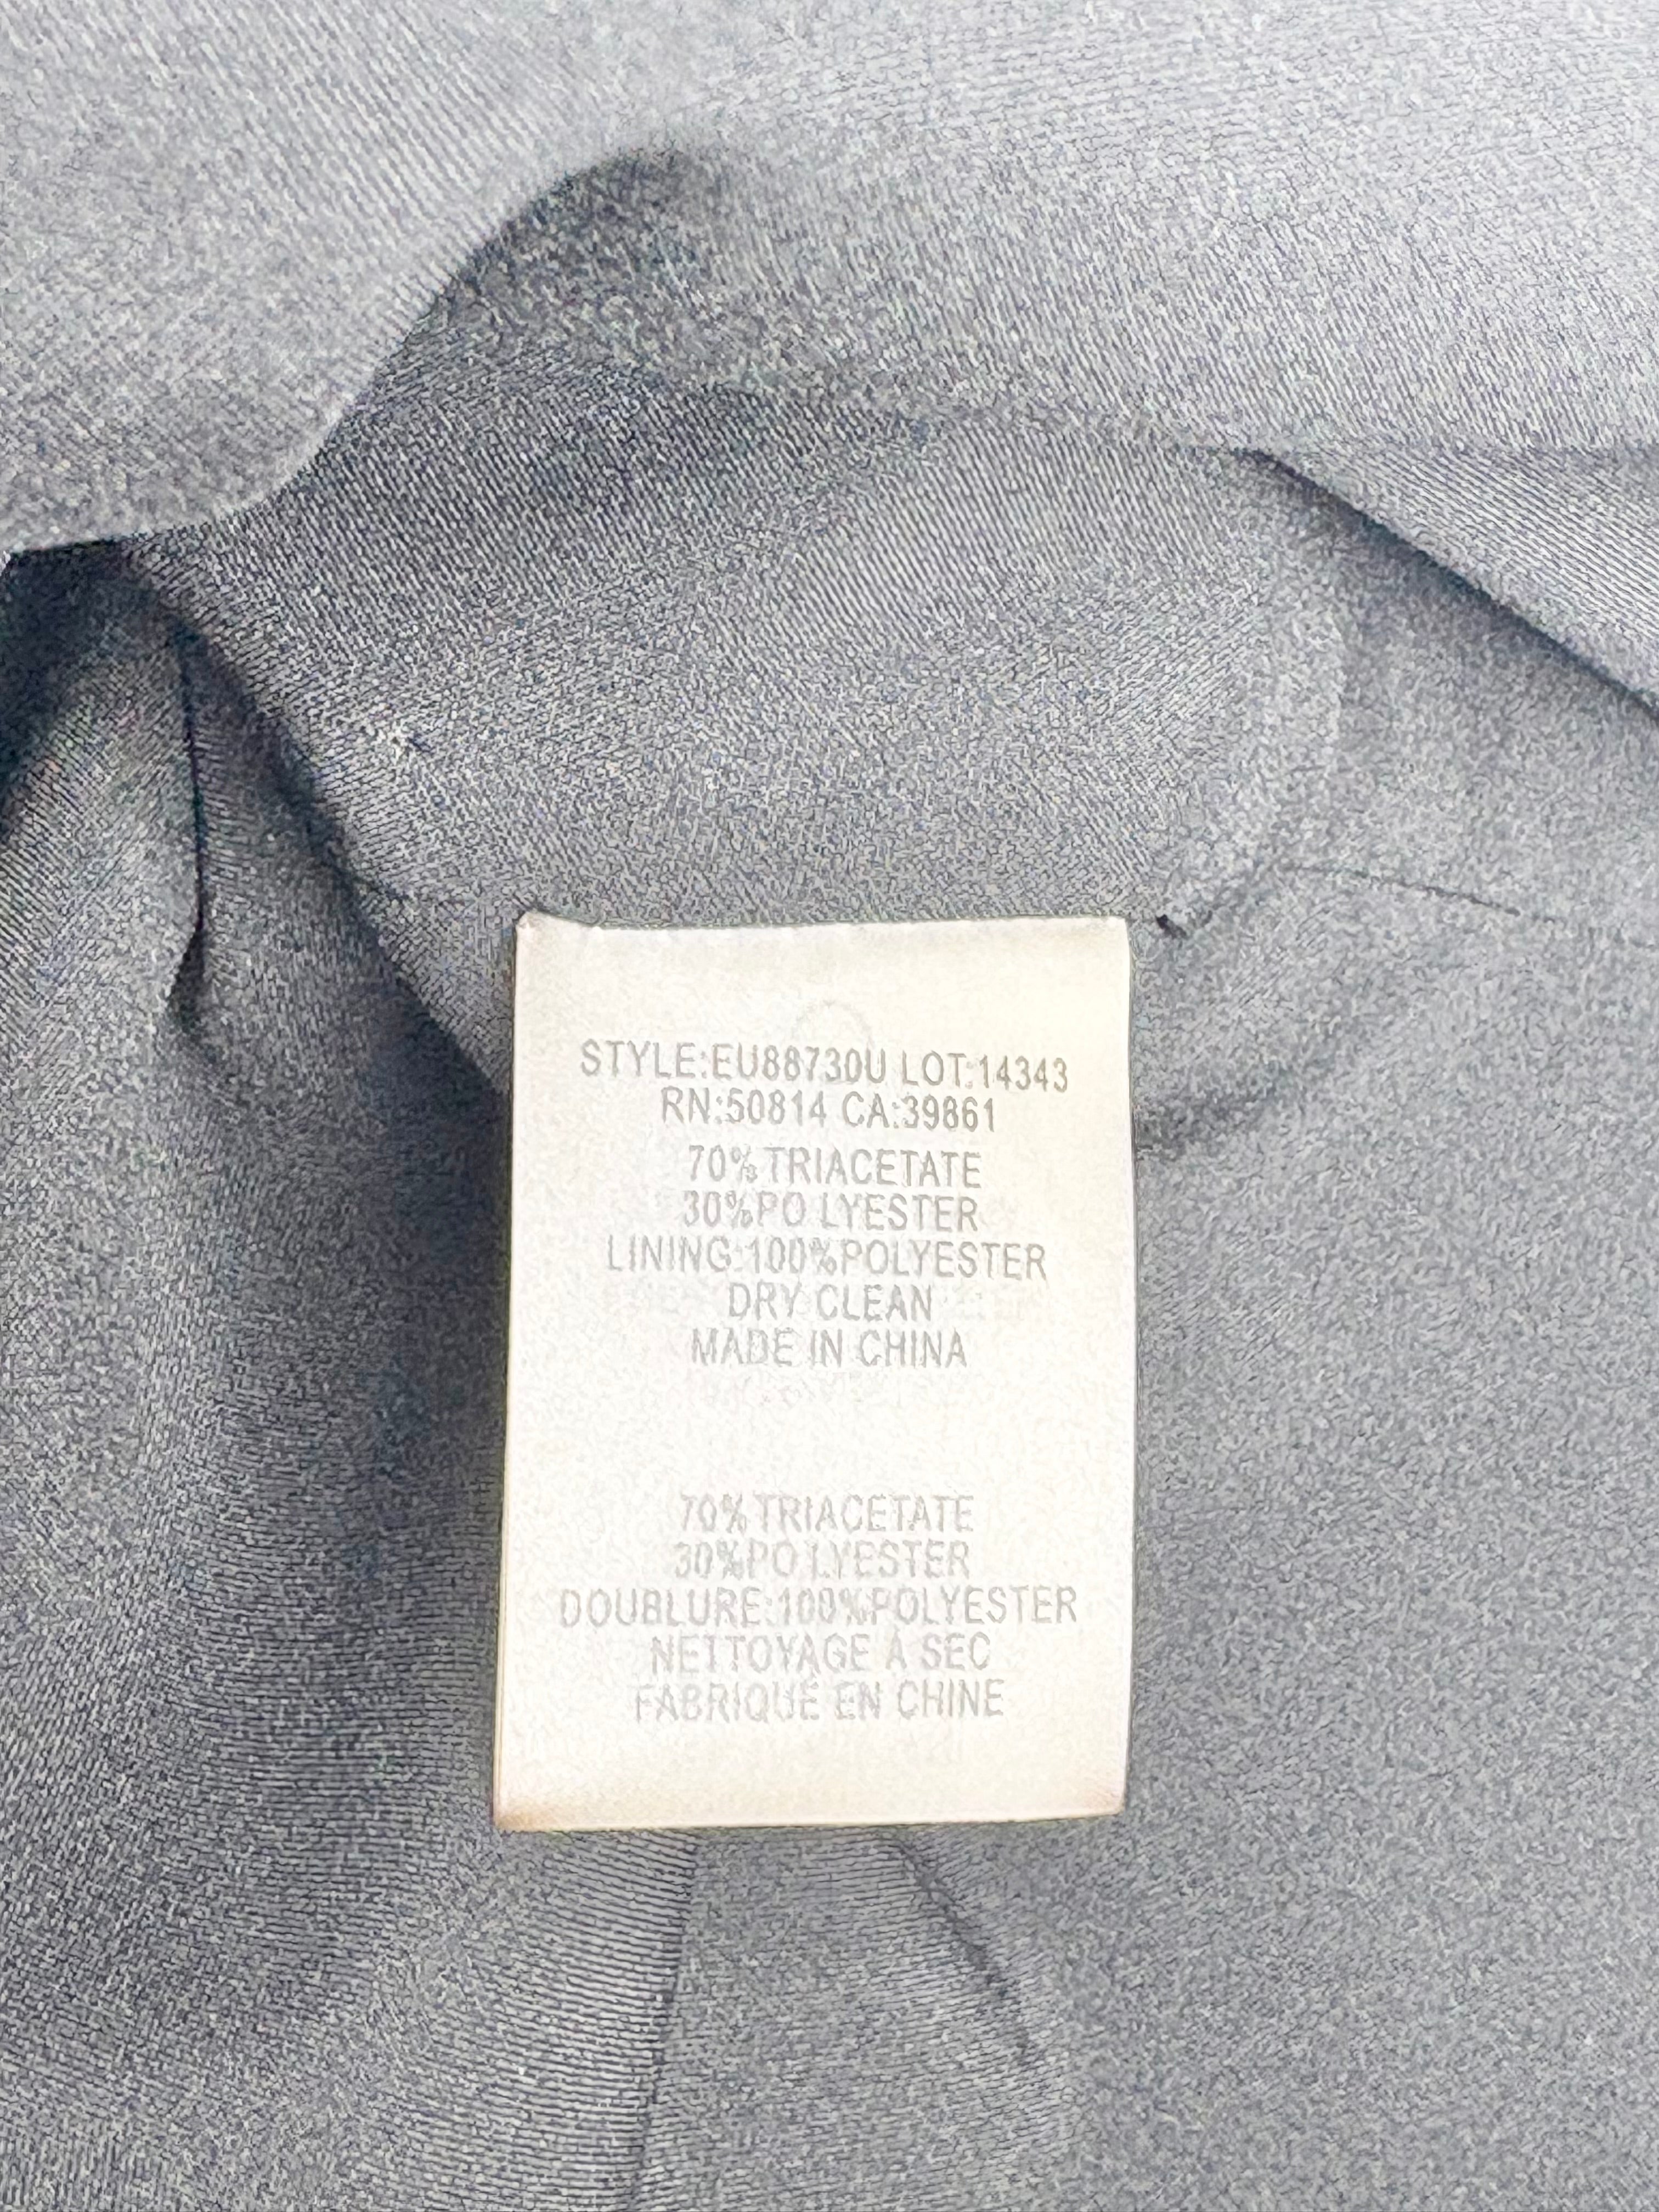 STYLE:EU88730U LOT:14343
RN:50814 CA:39861
70%TRIACETATE
30%PO LYESTER
LINING:100%POLYESTER
DRY CLEAN
MADE IN CHINA
70%TRIACETATE
30%PO LYESTER
DOUBLURE:100%POLYESTER
NETTOYAGE À SEC
FABRIQUÉ EN CHINE